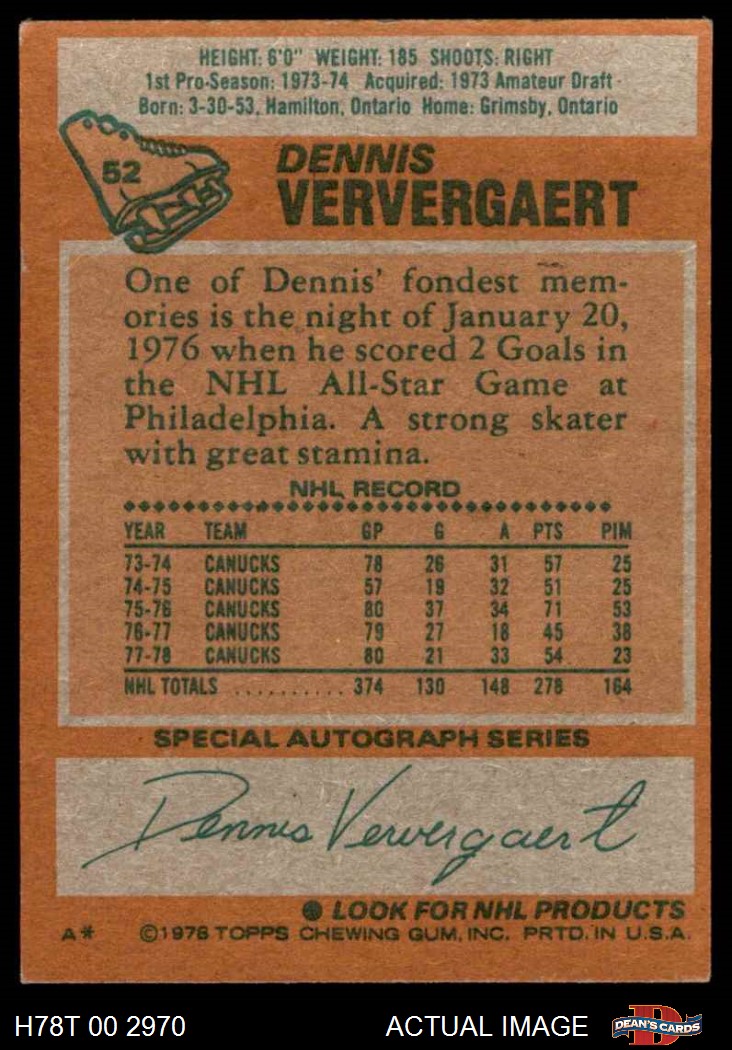 HEIGHT: 6'0" WEIGHT: 185 SHOOTS: RIGHT
1st Pro-Season: 1973-74 Acquired: 1973 Amateur Draft
Born: 3-30-53, Hamilton, Ontario Home: Grimsby, Ontario
52
DENNIS
VERVERGAERT
One of Dennis' fondest mem-
ories is the night of January 20,
1976 when he scored 2 Goals in
the NHL All-Star Game at
Philadelphia. A strong skater
with great stamina.
NHL RECORD
YEAR TEAM GP G A PTS PIM
73-74 CANUCKS 78 26 31 57 25
74-75 CANUCKS 57 19 32 51 25
75-76 CANUCKS 80 37 34 71 53
76-77 CANUCKS 79 27 18 45 38
77-78 CANUCKS 80 21 33 54 23
NHL TOTALS .......... 374 130 148 278 164
SPECIAL AUTOGRAPH SERIES
Dennis Ververgaert
LOOK FOR NHL PRODUCTS
A* ©1978 TOPPS CHEWING GUM, INC. PRTD. IN U.S.A.
H78T 00 2970 ACTUAL IMAGE DEAN'S CARDS